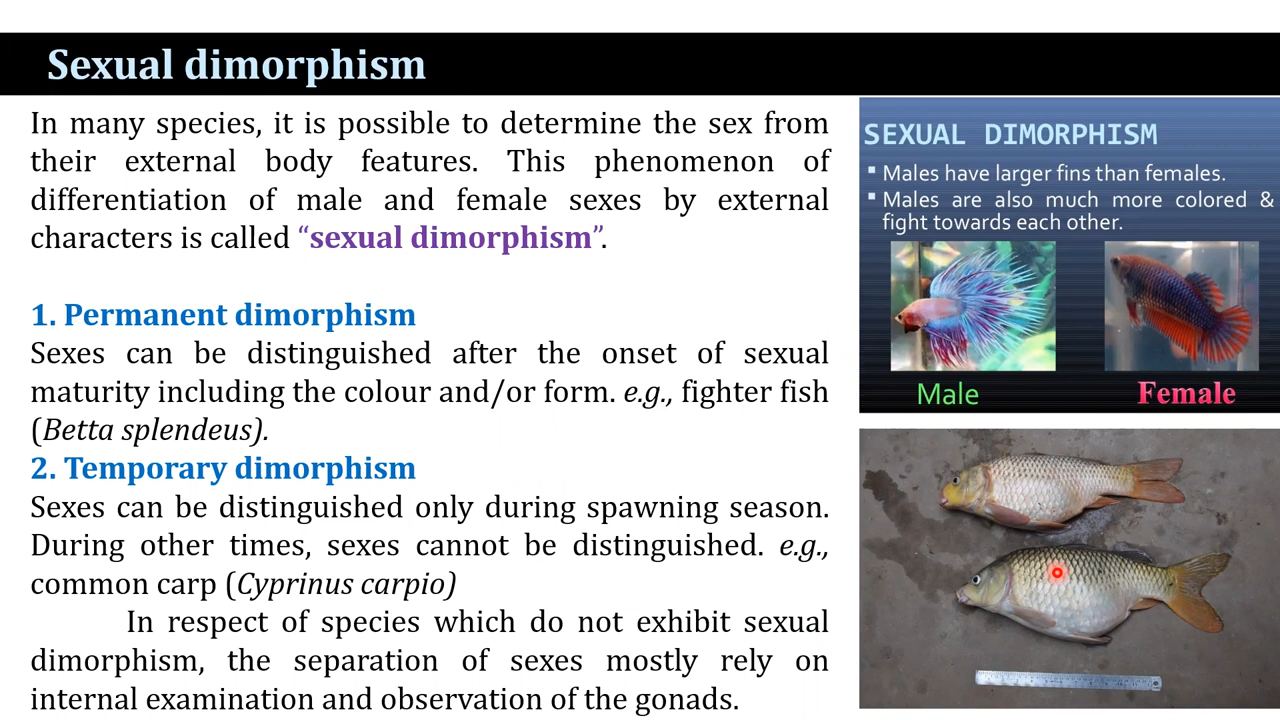 Sexual dimorphism
In many species, it is possible to determine the sex from
their external body features. This phenomenon of
differentiation of male and female sexes by external
characters is called “sexual dimorphism”.
1. Permanent dimorphism
Sexes can be distinguished after the onset of sexual
maturity including the colour and/or form. e.g., fighter fish
(Betta splendeus).
2. Temporary dimorphism
Sexes can be distinguished only during spawning season.
During other times, sexes cannot be distinguished. e.g.,
common carp (Cyprinus carpio)
In respect of species which do not exhibit sexual
dimorphism, the separation of sexes mostly rely on
internal examination and observation of the gonads.
SEXUAL DIMORPHISM
▪ Males have larger fins than females.
▪ Males are also much more colored &
fight towards each other.
Male
Female